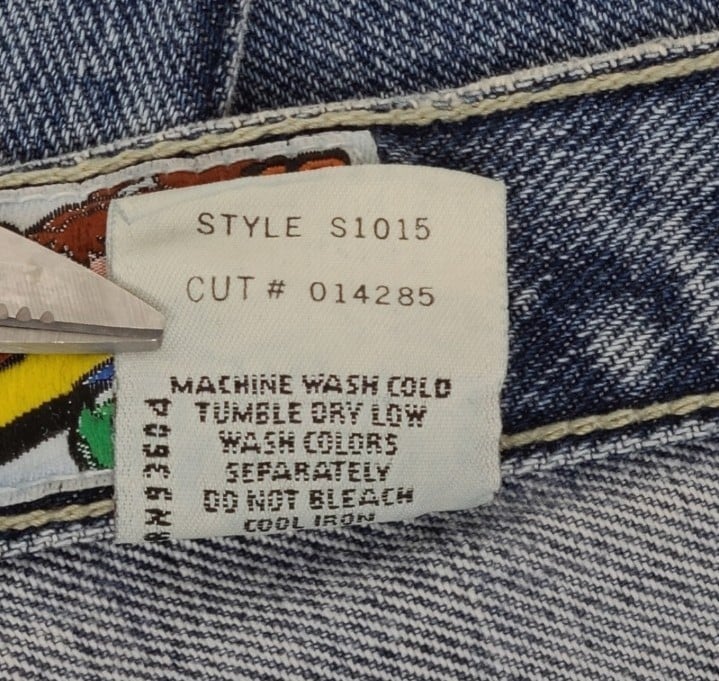 STYLE S1015
CUT # 014285
MACHINE WASH COLD
TUMBLE DRY LOW
WASH COLORS
SEPARATELY
DO NOT BLEACH
COOL IRON